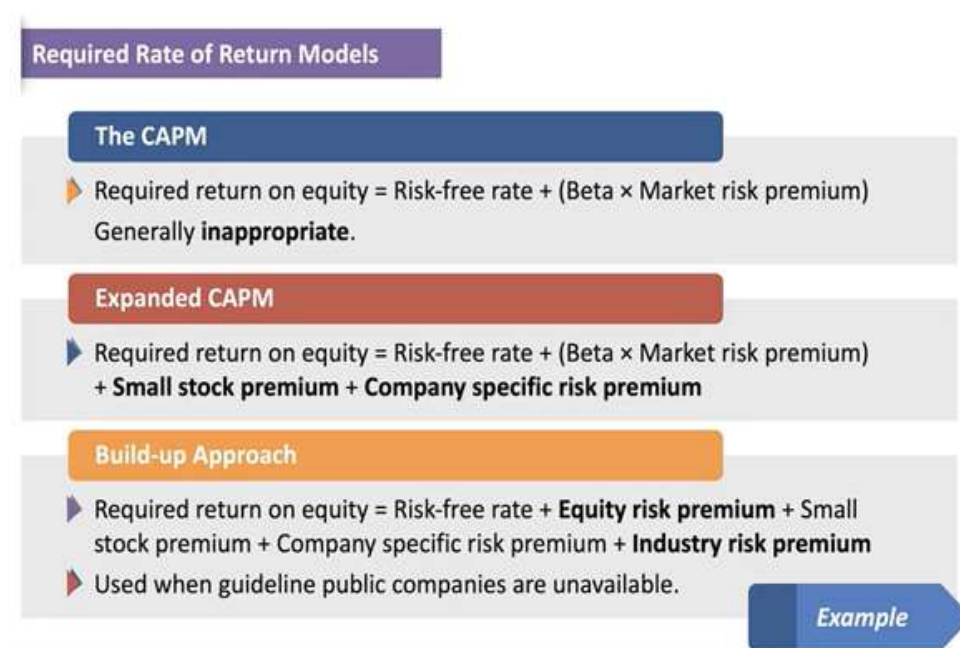 Required Rate of Return Models
The CAPM
Required return on equity = Risk-free rate + (Beta × Market risk premium)
Generally inappropriate.
Expanded CAPM
Required return on equity = Risk-free rate + (Beta × Market risk premium)
+ Small stock premium + Company specific risk premium
Build-up Approach
Required return on equity = Risk-free rate + Equity risk premium + Small
stock premium + Company specific risk premium + Industry risk premium
Used when guideline public companies are unavailable.
Example